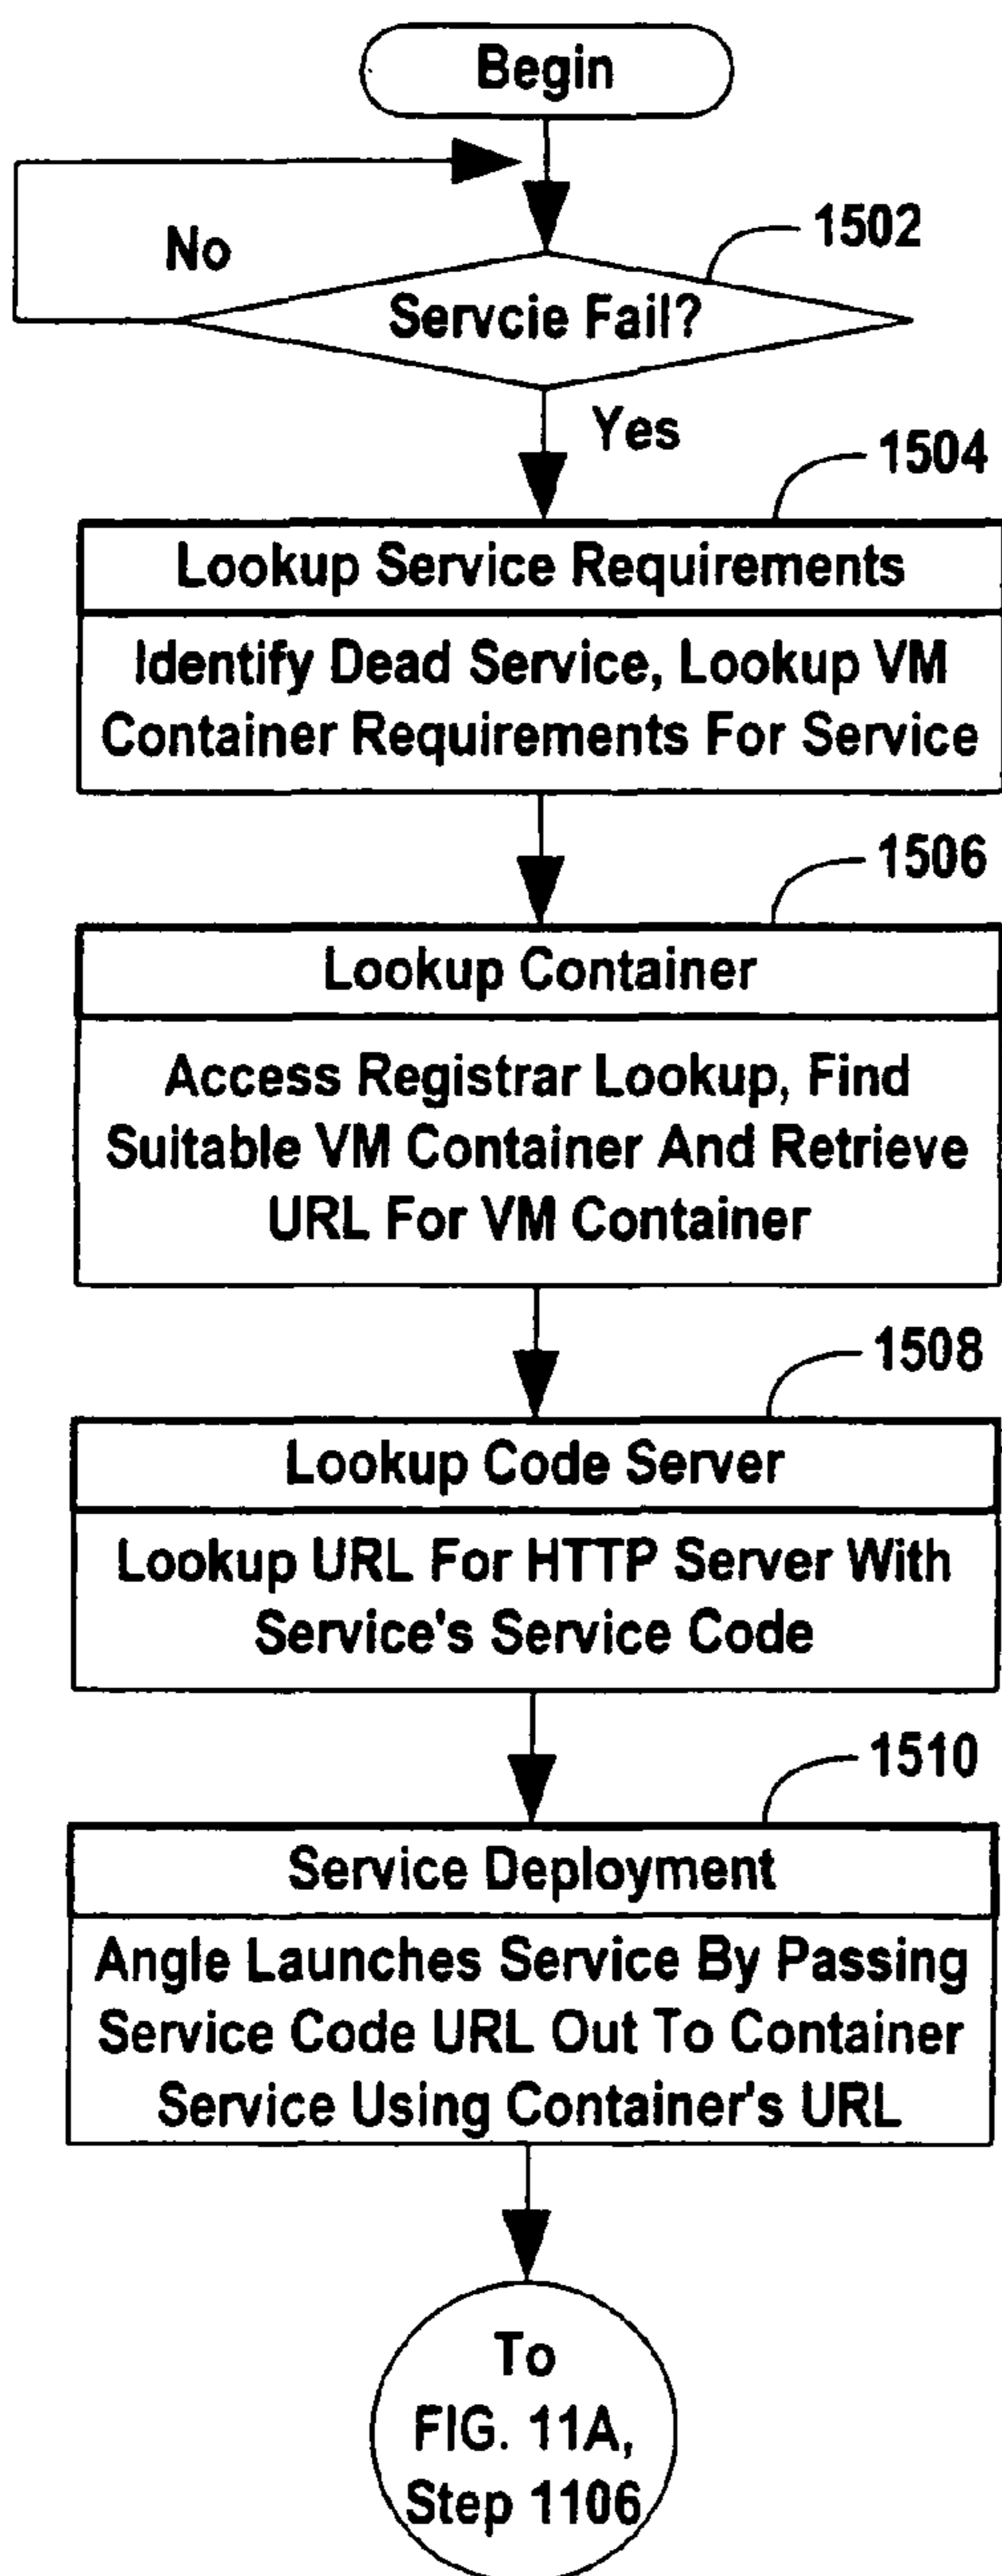 Begin
No
1502
Servcie Fail?
Yes
1504
Lookup Service Requirements
Identify Dead Service, Lookup VM
Container Requirements For Service
1506
Lookup Container
Access Registrar Lookup, Find
Suitable VM Container And Retrieve
URL For VM Container
1508
Lookup Code Server
Lookup URL For HTTP Server With
Service's Service Code
1510
Service Deployment
Angle Launches Service By Passing
Service Code URL Out To Container
Service Using Container's URL
To
FIG. 11A,
Step 1106